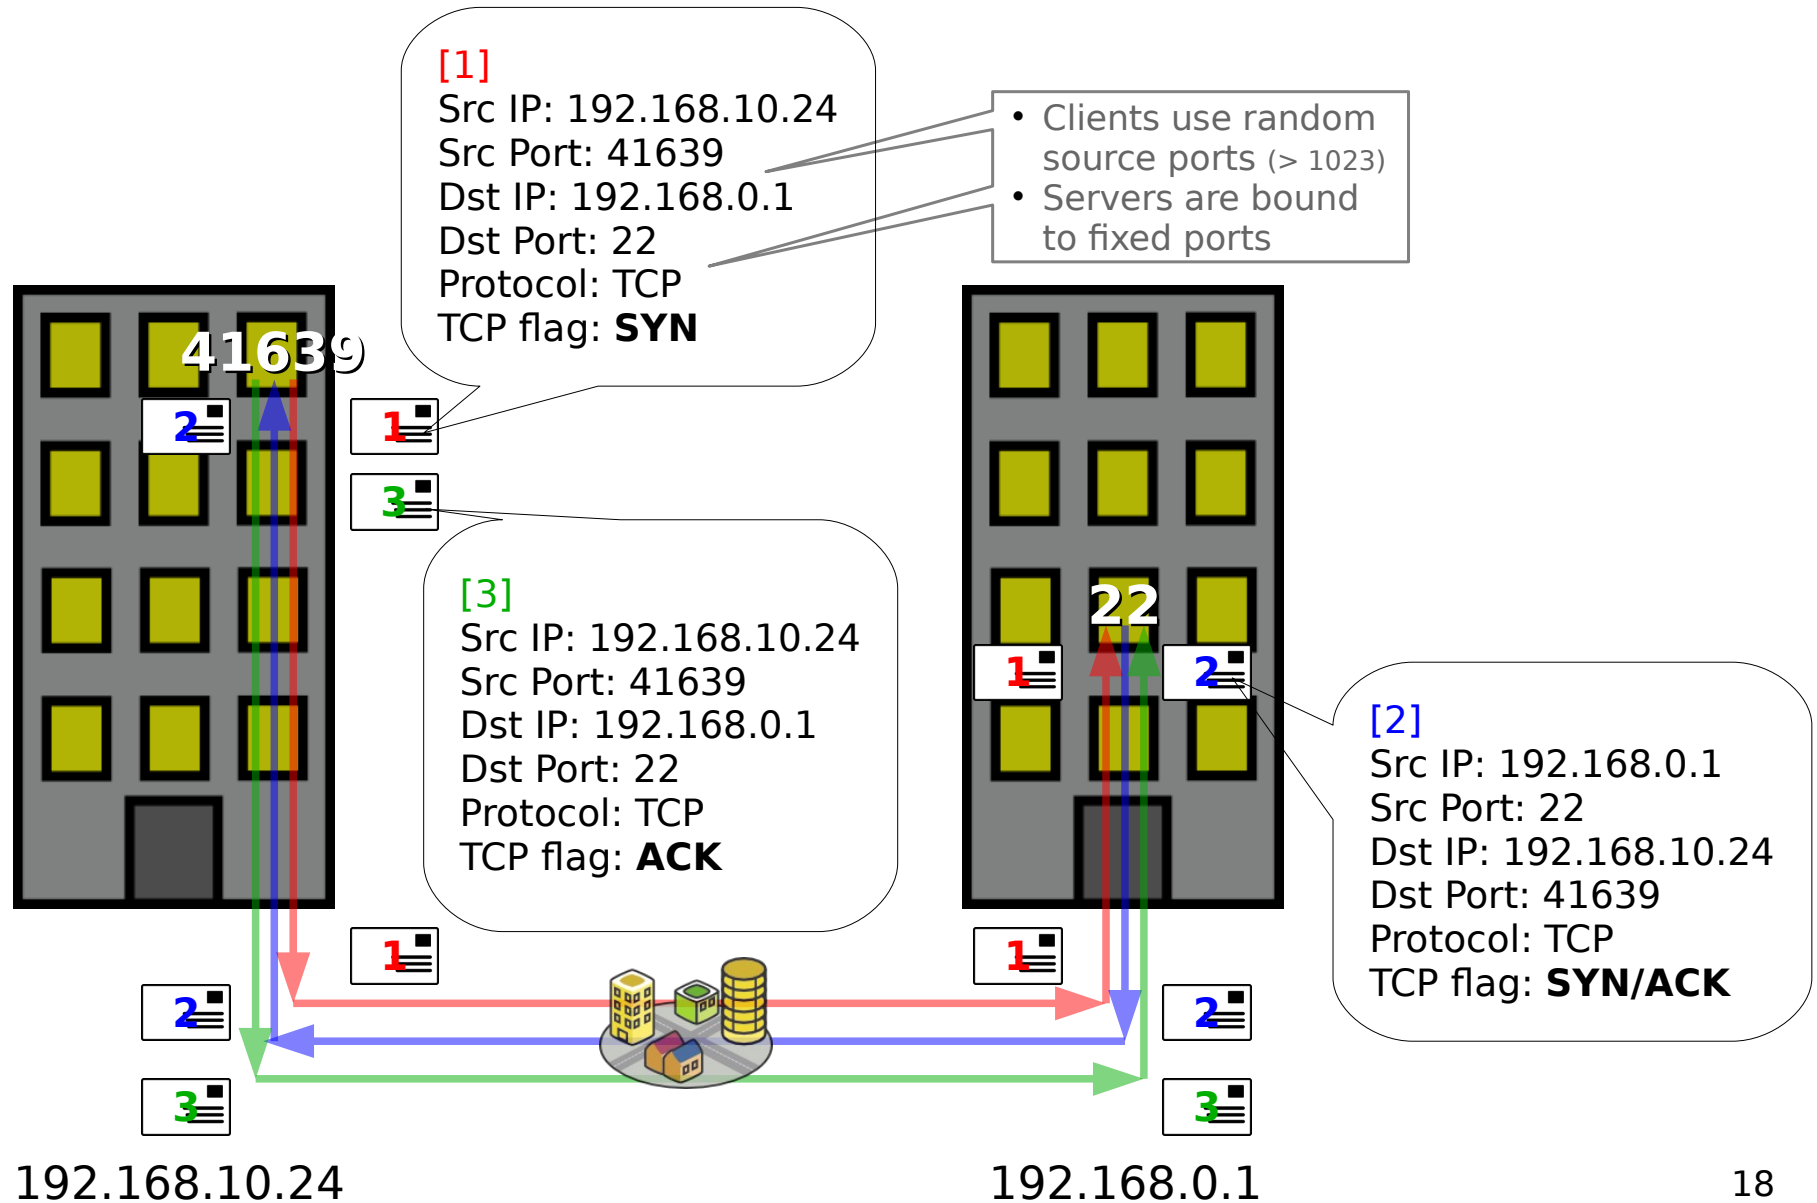 [1]
Src IP: 192.168.10.24
Src Port: 41639
Dst IP: 192.168.0.1
Dst Port: 22
Protocol: TCP
TCP flag: SYN
• Clients use random
source ports (> 1023)
• Servers are bound
to fixed ports
41639
2
1
3
[3]
Src IP: 192.168.10.24
Src Port: 41639
Dst IP: 192.168.0.1
Dst Port: 22
Protocol: TCP
TCP flag: ACK
22
1
2
[2]
Src IP: 192.168.0.1
Src Port: 22
Dst IP: 192.168.10.24
Dst Port: 41639
Protocol: TCP
TCP flag: SYN/ACK
1
1
2
2
3
3
192.168.10.24
192.168.0.1
18